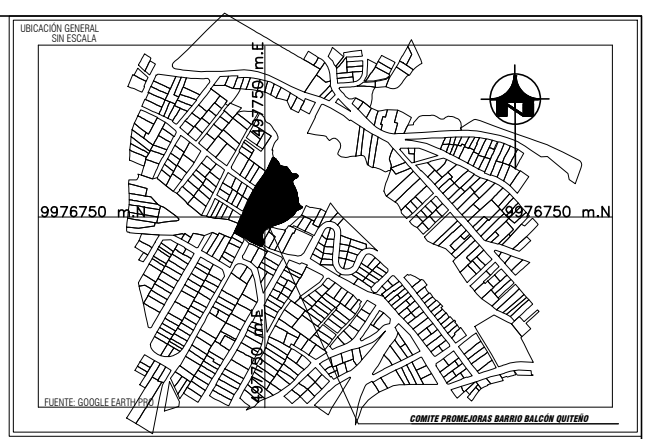 UBICACIÓN GENERAL
SIN ESCALA
497750 m.E
9976750 m.N
9976750 m.N
497750 m.E
FUENTE: GOOGLE EARTH PRO
COMITE PROMEJORAS BARRIO BALCÓN QUITEÑO